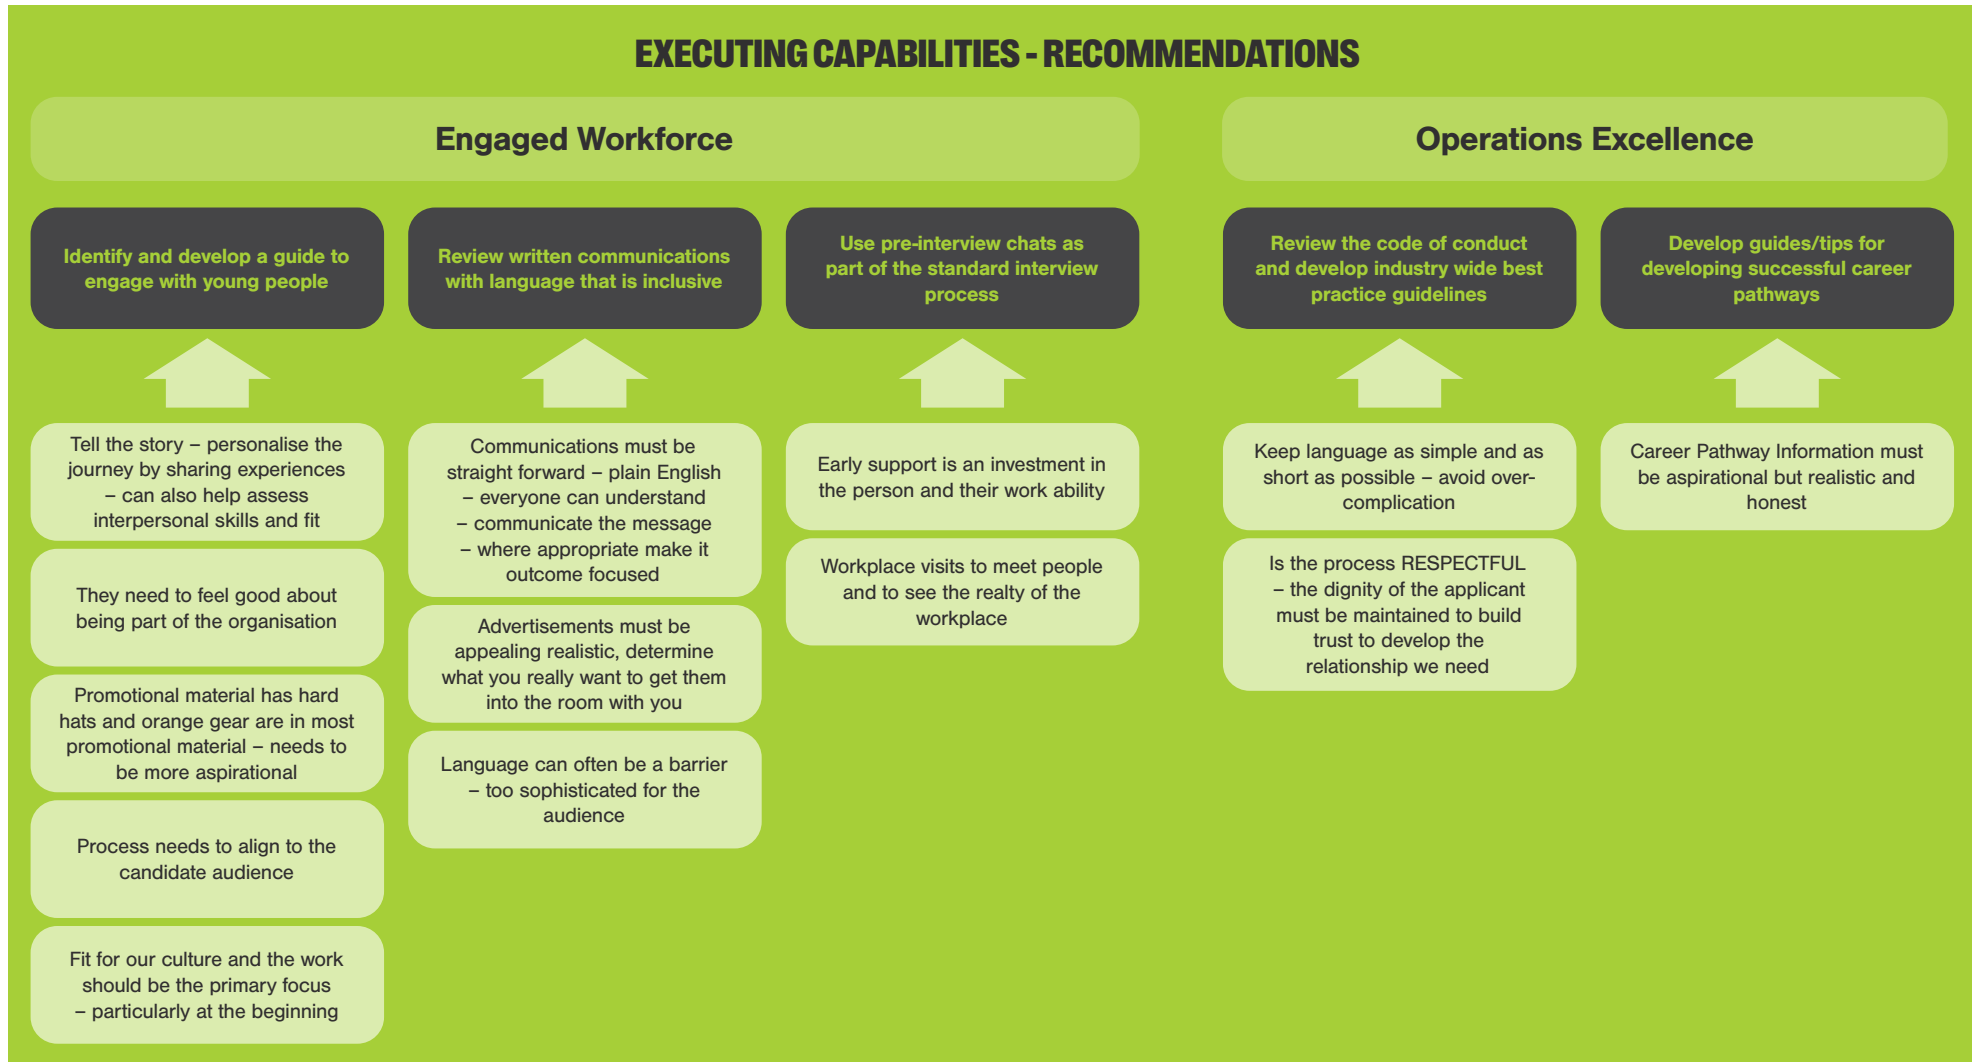 EXECUTING CAPABILITIES - RECOMMENDATIONS
Engaged Workforce
Identify and develop a guide to
engage with young people
Tell the story – personalise the
journey by sharing experiences
– can also help assess
interpersonal skills and fit
They need to feel good about
being part of the organisation
Promotional material has hard
hats and orange gear are in most
promotional material – needs to
be more aspirational
Process needs to align to the
candidate audience
Fit for our culture and the work
should be the primary focus
– particularly at the beginning
Review written communications
with language that is inclusive
Communications must be
straight forward – plain English
– everyone can understand
– communicate the message
– where appropriate make it
outcome focused
Advertisements must be
appealing realistic, determine
what you really want to get them
into the room with you
Language can often be a barrier
– too sophisticated for the
audience
Use pre-interview chats as
part of the standard interview
process
Early support is an investment in
the person and their work ability
Workplace visits to meet people
and to see the realty of the
workplace
Operations Excellence
Review the code of conduct
and develop industry wide best
practice guidelines
Keep language as simple and as
short as possible – avoid over-
complication
Is the process RESPECTFUL
– the dignity of the applicant
must be maintained to build
trust to develop the
relationship we need
Develop guides/tips for
developing successful career
pathways
Career Pathway Information must
be aspirational but realistic and
honest